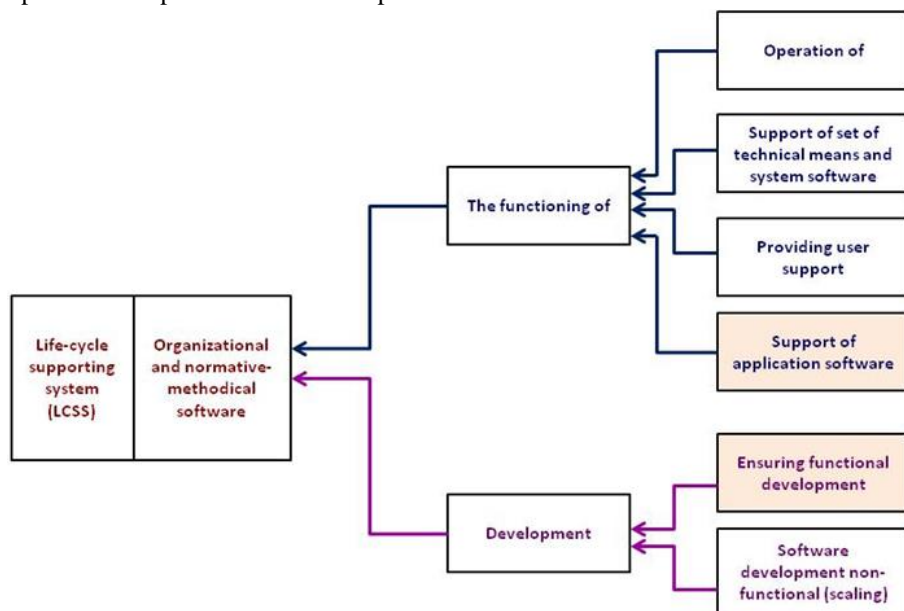 Operation of
Support of set of
technical means and
system software
The functioning of
Providing user
support
Life-cycle
supporting
system
(LCSS)
Organizational
and normative-
methodical
software
Support of
application software
Ensuring functional
development
Development
Software
development non-
functional (scaling)